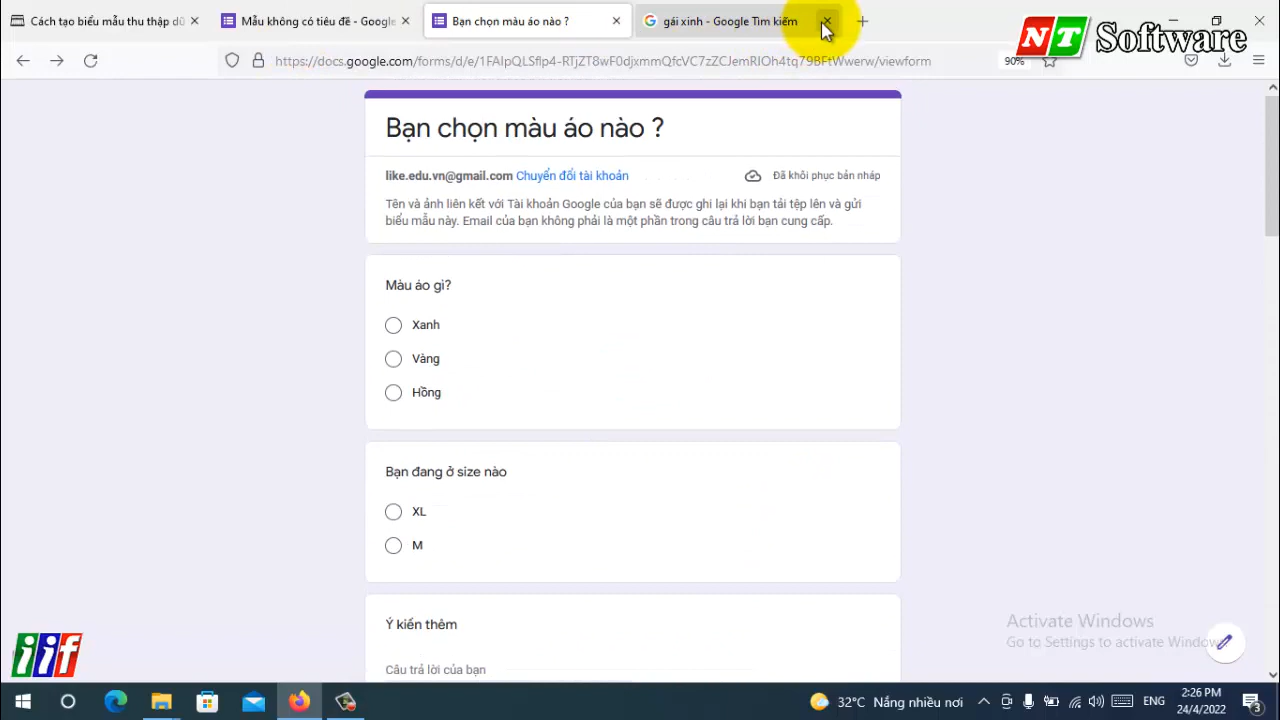 Cách tạo biểu mẫu thu thập dữ
Mẫu không có tiêu đề - Google
Bạn chọn màu áo nào ?
gái xinh - Google Tìm kiếm
NT Software
https://docs.google.com/forms/d/e/1FAIpQLSflp4-RTjZT8wF0djxmmQfcVC7zZCJemRIOh4tq79BFtWwerw/viewform
90%
Bạn chọn màu áo nào ?
like.edu.vn@gmail.com Chuyển đổi tài khoản
Đã khôi phục bản nháp
Tên và ảnh liên kết với Tài khoản Google của bạn sẽ được ghi lại khi bạn tải tệp lên và gửi
biểu mẫu này. Email của bạn không phải là một phần trong câu trả lời bạn cung cấp.
Màu áo gì?
Xanh
Vàng
Hồng
Bạn đang ở size nào
XL
M
Ý kiến thêm
Câu trả lời của bạn
Activate Windows
Go to Settings to activate Windows
iif
32°C Nắng nhiều nơi
ENG
2:26 PM
24/4/2022
3